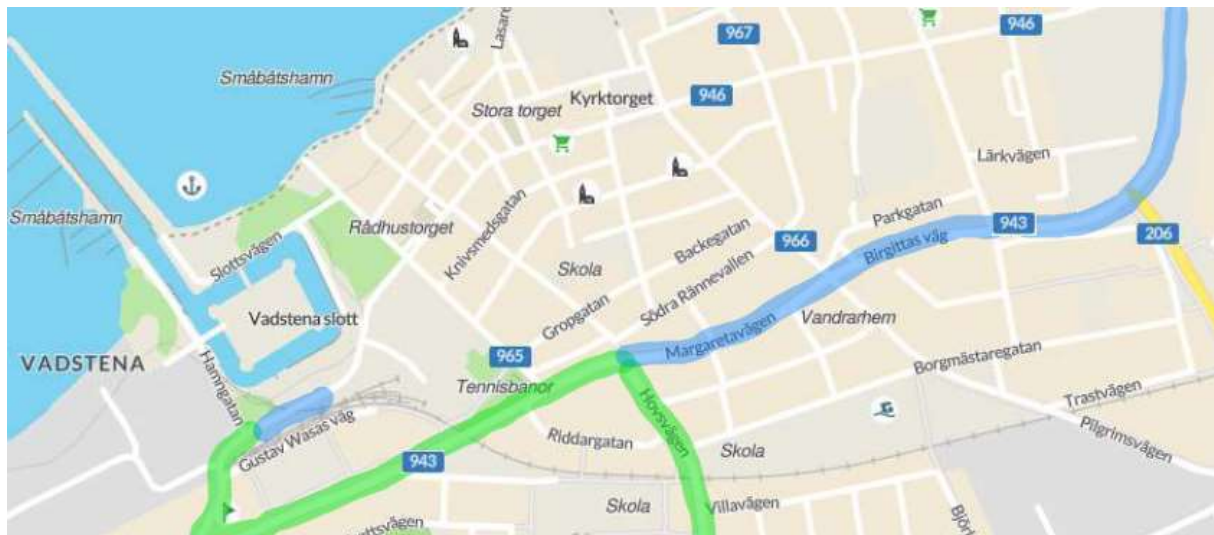 946
967
Småbåtshamn
Kyrktorget
946
Stora torget
Lärkvägen
Småbåtshamn
Parkgatan
Rådhustorget
943
206
Slottsvägen
Knivsmedsgatan
Backegatan
966
Birgittas väg
Skola
Södra Rännevallen
Vadstena slott
Gropgatan
Vandrarhem
Margaretavägen
VADSTENA
965
Borgmästaregatan
Tennisbanor
Hamngatan
Trastvägen
Hovsvägen
Gustav Wasas väg
Riddargatan
Skola
Pilgrimsvägen
943
Skola
Villavägen